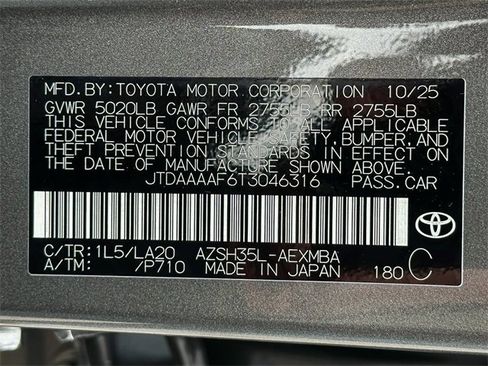 MFD.BY:TOYOTA MOTOR CORPORATION 10/25
GVWR 5020LB GAWR FR 2755LB RR 2755LB
THIS VEHICLE CONFORMS TO ALL APPLICABLE
FEDERAL MOTOR VEHICLE SAFETY, BUMPER, AND
THEFT PREVENTION STANDARDS IN EFFECT ON
THE DATE OF MANUFACTURE SHOWN ABOVE.
JTDAAAAF6T3046316 PASS.CAR
C/TR:1L5/LA20 AZSH35L-AEXMBA
A/TM: /P710 MADE IN JAPAN 180 C
TOYOTA